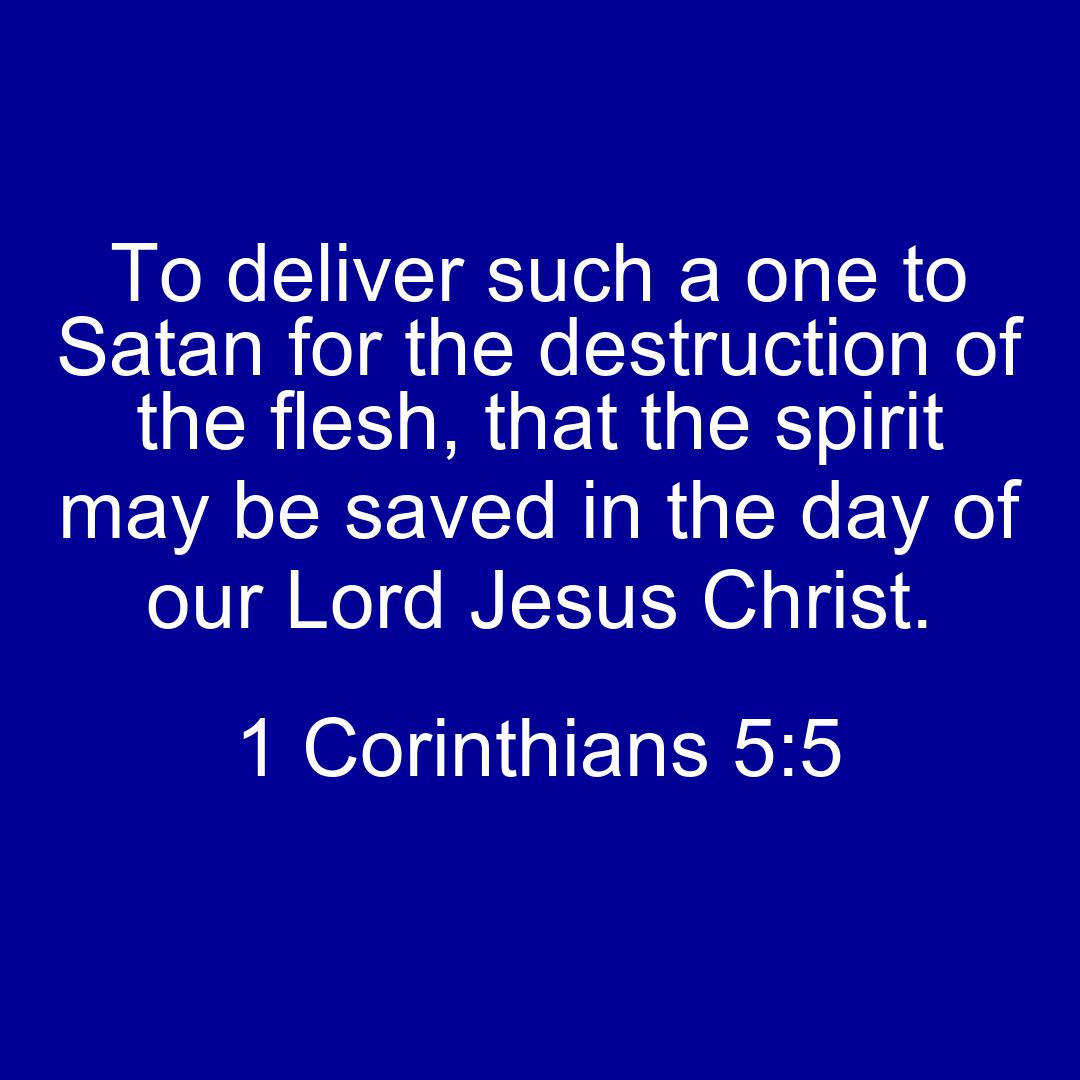 To deliver such a one to
Satan for the destruction of
the flesh, that the spirit
may be saved in the day of
our Lord Jesus Christ.
1 Corinthians 5:5